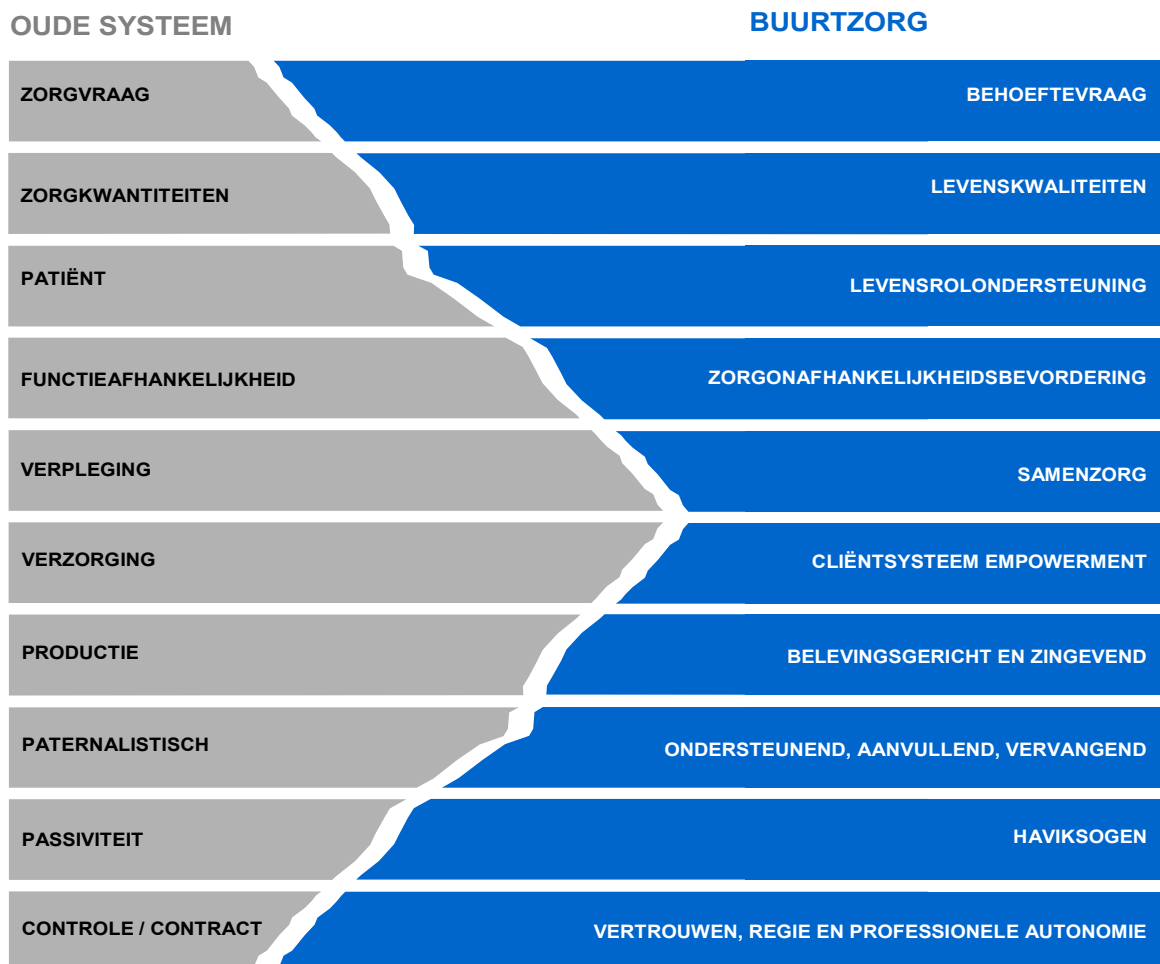 OUDE SYSTEEM
BUURTZORG
ZORGVRAAG
BEHOEFTEVRAAG
ZORGKWANTITEITEN
LEVENSKWALITEITEN
PATIËNT
LEVENSROLONDERSTEUNING
FUNCTIEAFHANKELIJKHEID
ZORGONAFHANKELIJKHEIDSBEVORDERING
VERPLEGING
SAMENZORG
VERZORGING
CLIËNTSYSTEEM EMPOWERMENT
PRODUCTIE
BELEVINGSGERICHT EN ZINGEVEND
PATERNALISTISCH
ONDERSTEUNEND, AANVULLEND, VERVANGEND
PASSIVITEIT
HAVIKSOGEN
CONTROLE / CONTRACT
VERTROUWEN, REGIE EN PROFESSIONELE AUTONOMIE